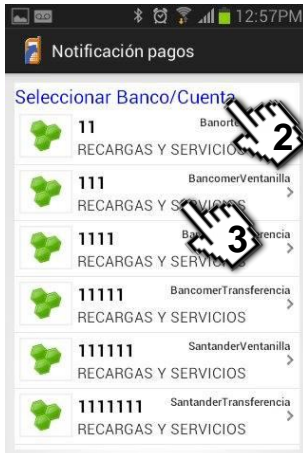 12:57PM
Notificación pagos
Seleccionar Banco/Cuenta
11
RECARGAS Y SERVICIOS
2
111 BancomerVentanilla
RECARGAS Y SERVICIOS
1111
RECARGAS Y SERVICIOS
3
11111 BancomerTransferencia
RECARGAS Y SERVICIOS
111111 SantanderVentanilla
RECARGAS Y SERVICIOS
1111111 SantanderTransferencia
RECARGAS Y SERVICIOS